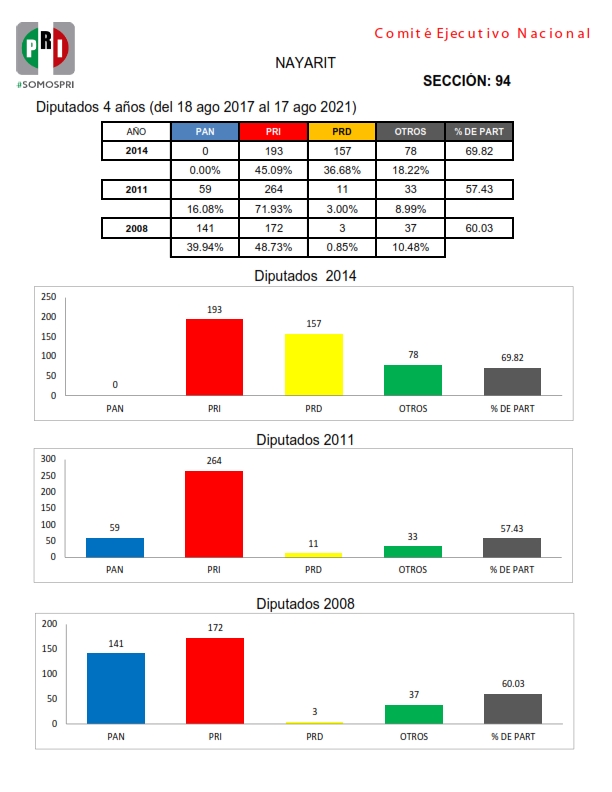 Comité Ejecutivo Nacional
PRI
#SOMOSPRI
NAYARIT
SECCIÓN: 94
Diputados 4 años (del 18 ago 2017 al 17 ago 2021)
AÑO PAN PRI PRD OTROS % DE PART
2014 0 193 157 78 69.82
0.00% 45.09% 36.68% 18.22%
2011 59 264 11 33 57.43
16.08% 71.93% 3.00% 8.99%
2008 141 172 3 37 60.03
39.94% 48.73% 0.85% 10.48%
Diputados 2014
250
200
150
100
50
0
0 193 157 78 69.82
PAN PRI PRD OTROS % DE PART
Diputados 2011
300
250
200
150
100
50
0
59 264 11 33 57.43
PAN PRI PRD OTROS % DE PART
Diputados 2008
200
150
100
50
0
141 172 3 37 60.03
PAN PRI PRD OTROS % DE PART